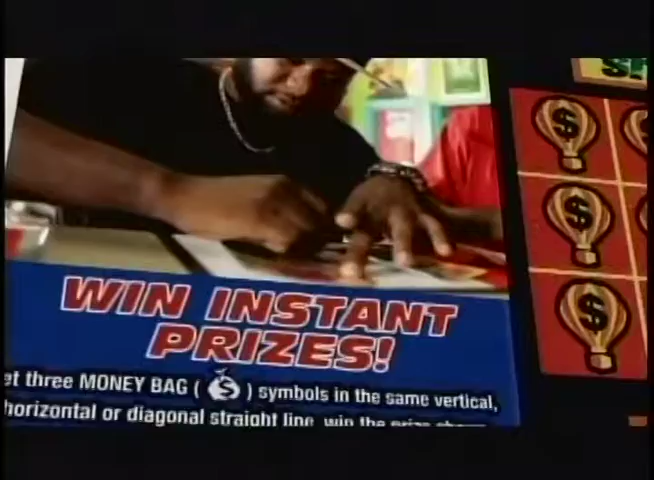 WIN INSTANT
PRIZES!
et three MONEY BAG ( $ ) symbols in the same vertical,
horizontal or diagonal straight line, win the prize
$
$
$